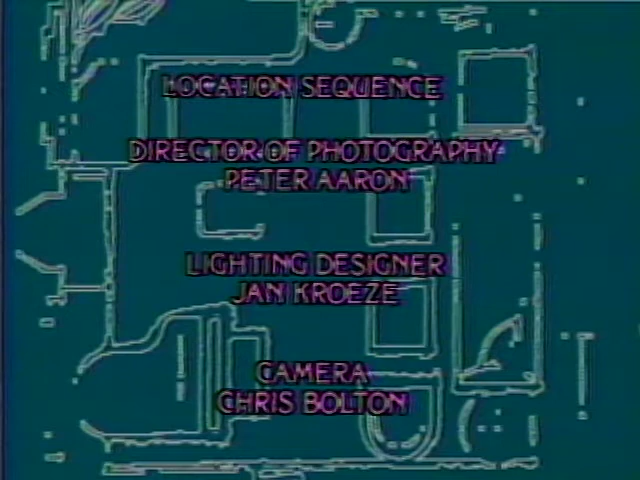 LOCATION SEQUENCE
DIRECTOR OF PHOTOGRAPHY
PETER AARON
LIGHTING DESIGNER
JAN KROEZE
CAMERA
CHRIS BOLTON